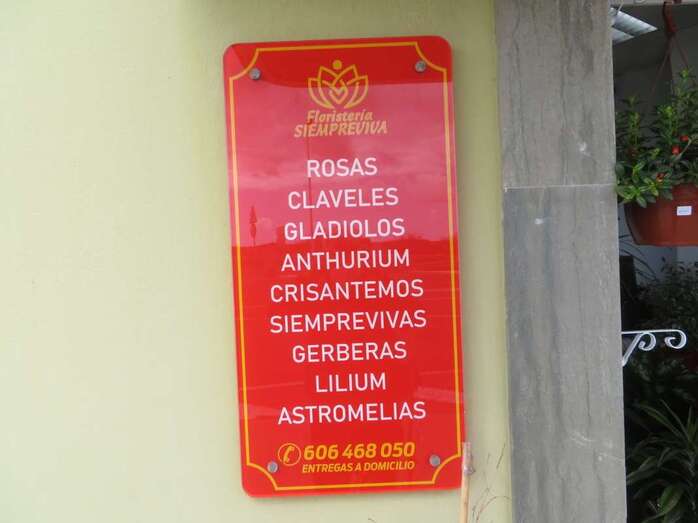 Floristería
SIEMPREVIVA
ROSAS
CLAVELES
GLADIOLOS
ANTHURIUM
CRISANTEMOS
SIEMPREVIVAS
GERBERAS
LILIUM
ASTROMELIAS
606 468 050
ENTREGAS A DOMICILIO